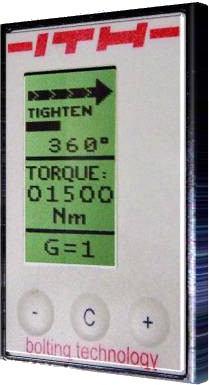 ITH
TIGHTEN
360°
TORQUE:
01500
Nm
G=1
- C +
bolting technology